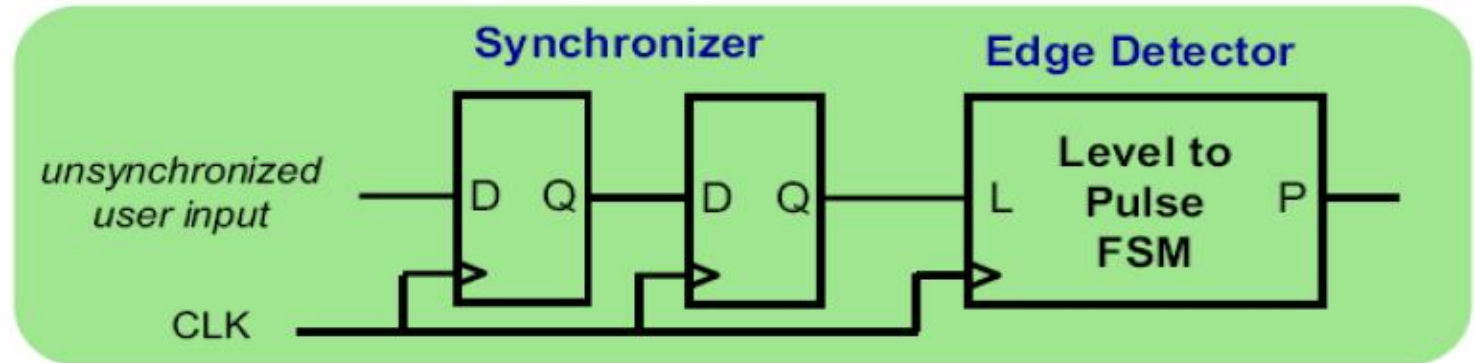 Synchronizer
Edge Detector
unsynchronized
user input
D Q
D Q
L
Level to
Pulse
FSM
P
CLK